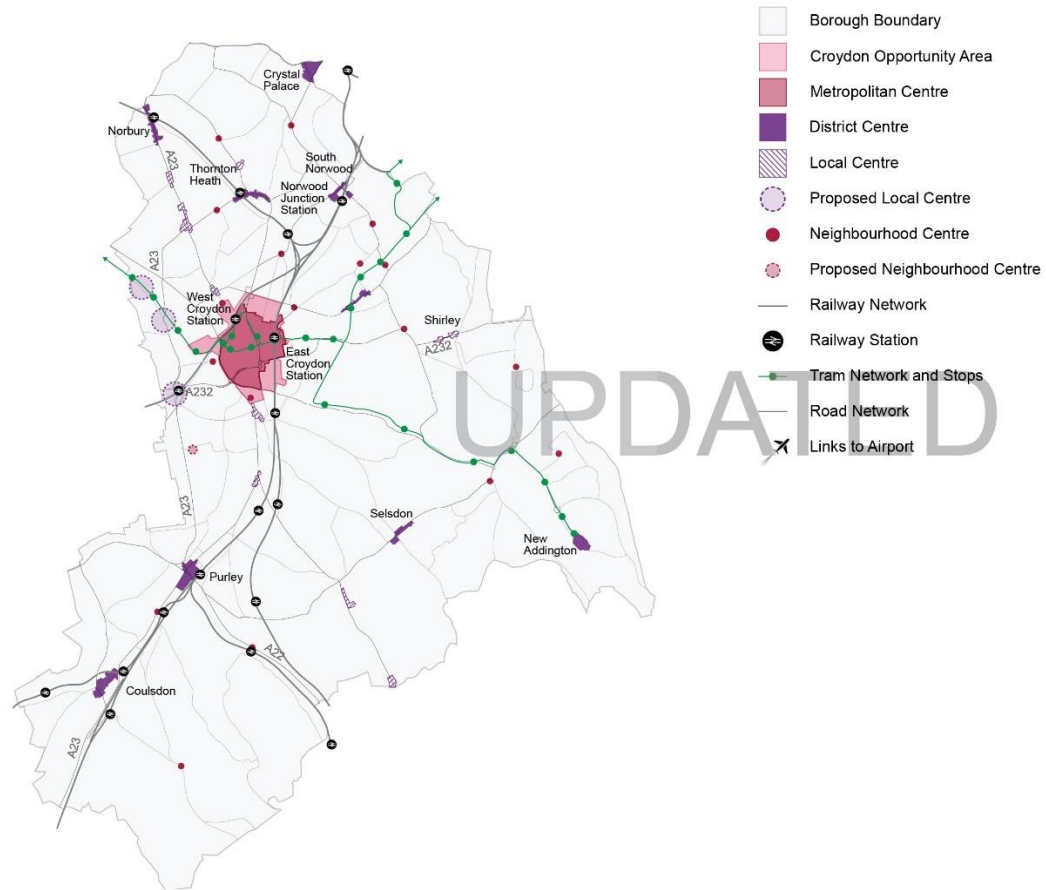 Crystal
Palace
Norbury
A23
Thornton
Heath
South
Norwood
Norwood
Junction
Station
A23
West
Croydon
Station
East
Croydon
Station
Shirley
A232
A232
A23
Selsdon
New
Addington
Purley
A22
Coulsdon
A23
UPDATED
Borough Boundary
Croydon Opportunity Area
Metropolitan Centre
District Centre
Local Centre
Proposed Local Centre
Neighbourhood Centre
Proposed Neighbourhood Centre
Railway Network
Railway Station
Tram Network and Stops
Road Network
Links to Airport